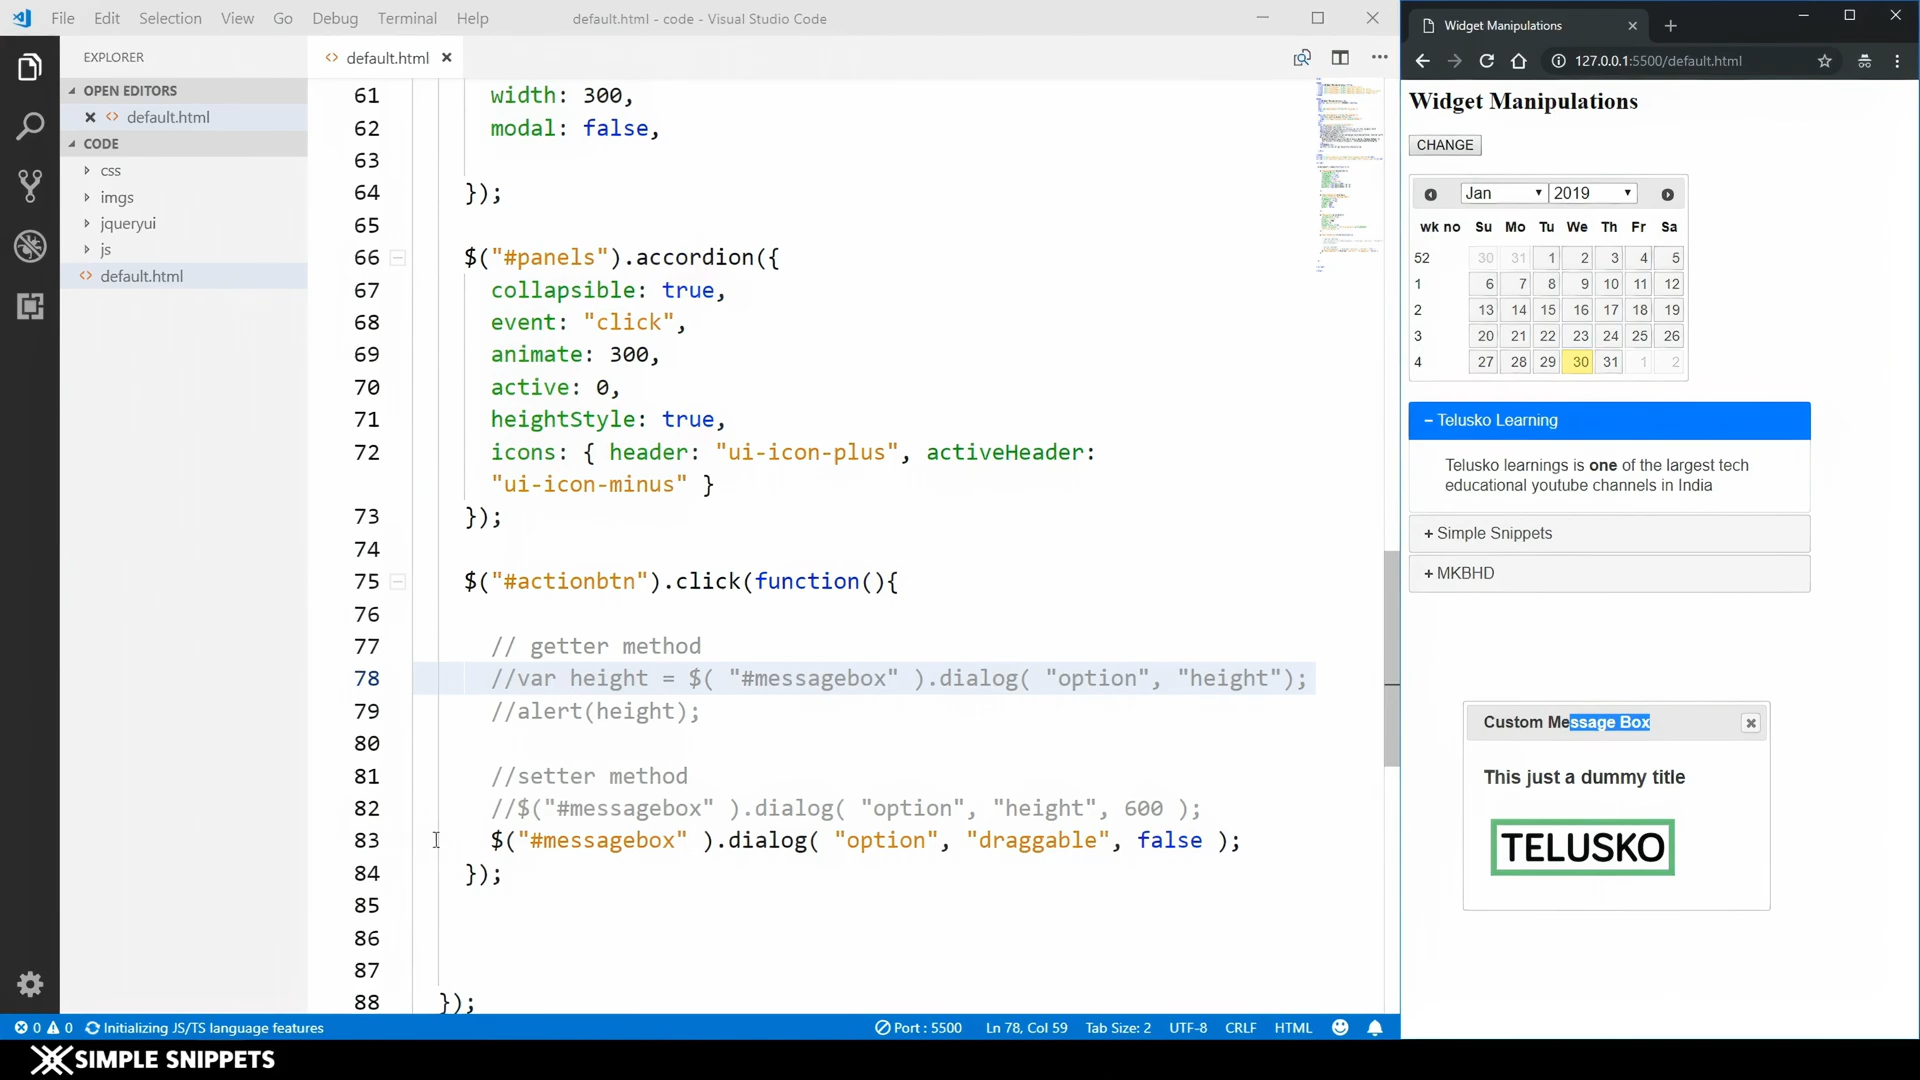 File Edit Selection View Go Debug Terminal Help
default.html - code - Visual Studio Code
EXPLORER
OPEN EDITORS
default.html
CODE
css
imgs
jqueryui
js
default.html
default.html
61 width: 300,
62 modal: false,
63
64 });
65
66 $("#panels").accordion({
67 collapsible: true,
68 event: "click",
69 animate: 300,
70 active: 0,
71 heightStyle: true,
72 icons: { header: "ui-icon-plus", activeHeader:
"ui-icon-minus" }
73 });
74
75 $("#actionbtn").click(function(){
76
77 // getter method
78 //var height = $( "#messagebox" ).dialog( "option", "height");
79 //alert(height);
80
81 //setter method
82 //$("#messagebox" ).dialog( "option", "height", 600 );
83 $("#messagebox" ).dialog( "option", "draggable", false );
84 });
85
86
87
88 });
0 0 Initializing JS/TS language features
Port : 5500 Ln 78, Col 59 Tab Size: 2 UTF-8 CRLF HTML
SIMPLE SNIPPETS
Widget Manipulations
127.0.0.1:5500/default.html
Widget Manipulations
CHANGE
Jan 2019
wk no Su Mo Tu We Th Fr Sa
52 30 31 1 2 3 4 5
1 6 7 8 9 10 11 12
2 13 14 15 16 17 18 19
3 20 21 22 23 24 25 26
4 27 28 29 30 31 1 2
Telusko Learning
Telusko learnings is one of the largest tech
educational youtube channels in India
Simple Snippets
MKBHD
Custom Message Box
This just a dummy title
TELUSKO